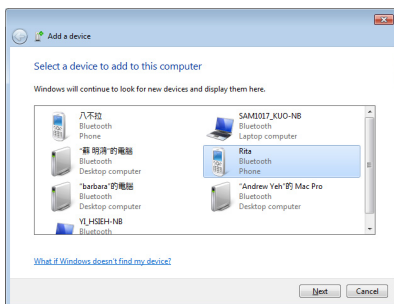 Add a device
Select a device to add to this computer
Windows will continue to look for new devices and display them here.
八不拉
Bluetooth
Phone
SAM1017_KUO-NB
Bluetooth
Laptop computer
"蘇 明鴻"的電腦
Bluetooth
Desktop computer
Rita
Bluetooth
Phone
"barbara"的電腦
Bluetooth
Desktop computer
"Andrew Yeh"的 Mac Pro
Bluetooth
Desktop computer
YI_HSIEH-NB
Bluetooth
What if Windows doesn't find my device?
Next
Cancel